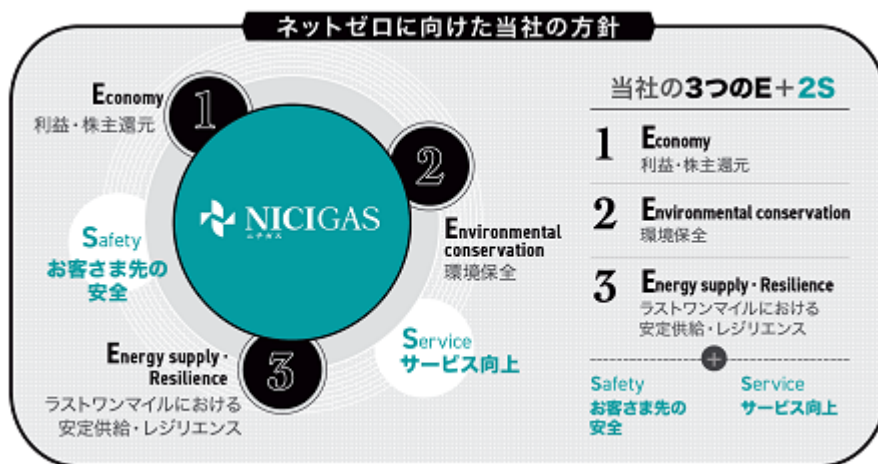 ネットゼロに向けた当社の方針
Economy
利益・株主還元
1
2
Environmental
conservation
環境保全
NICIGAS
ニチガス
Safety
お客さま先の
安全
Service
サービス向上
3
Energy supply・
Resilience
ラストワンマイルにおける
安定供給・レジリエンス
当社の3つのE+2S
1 Economy
利益・株主還元
2 Environmental conservation
環境保全
3 Energy supply・Resilience
ラストワンマイルにおける
安定供給・レジリエンス
+
Safety
お客さま先の
安全
Service
サービス向上